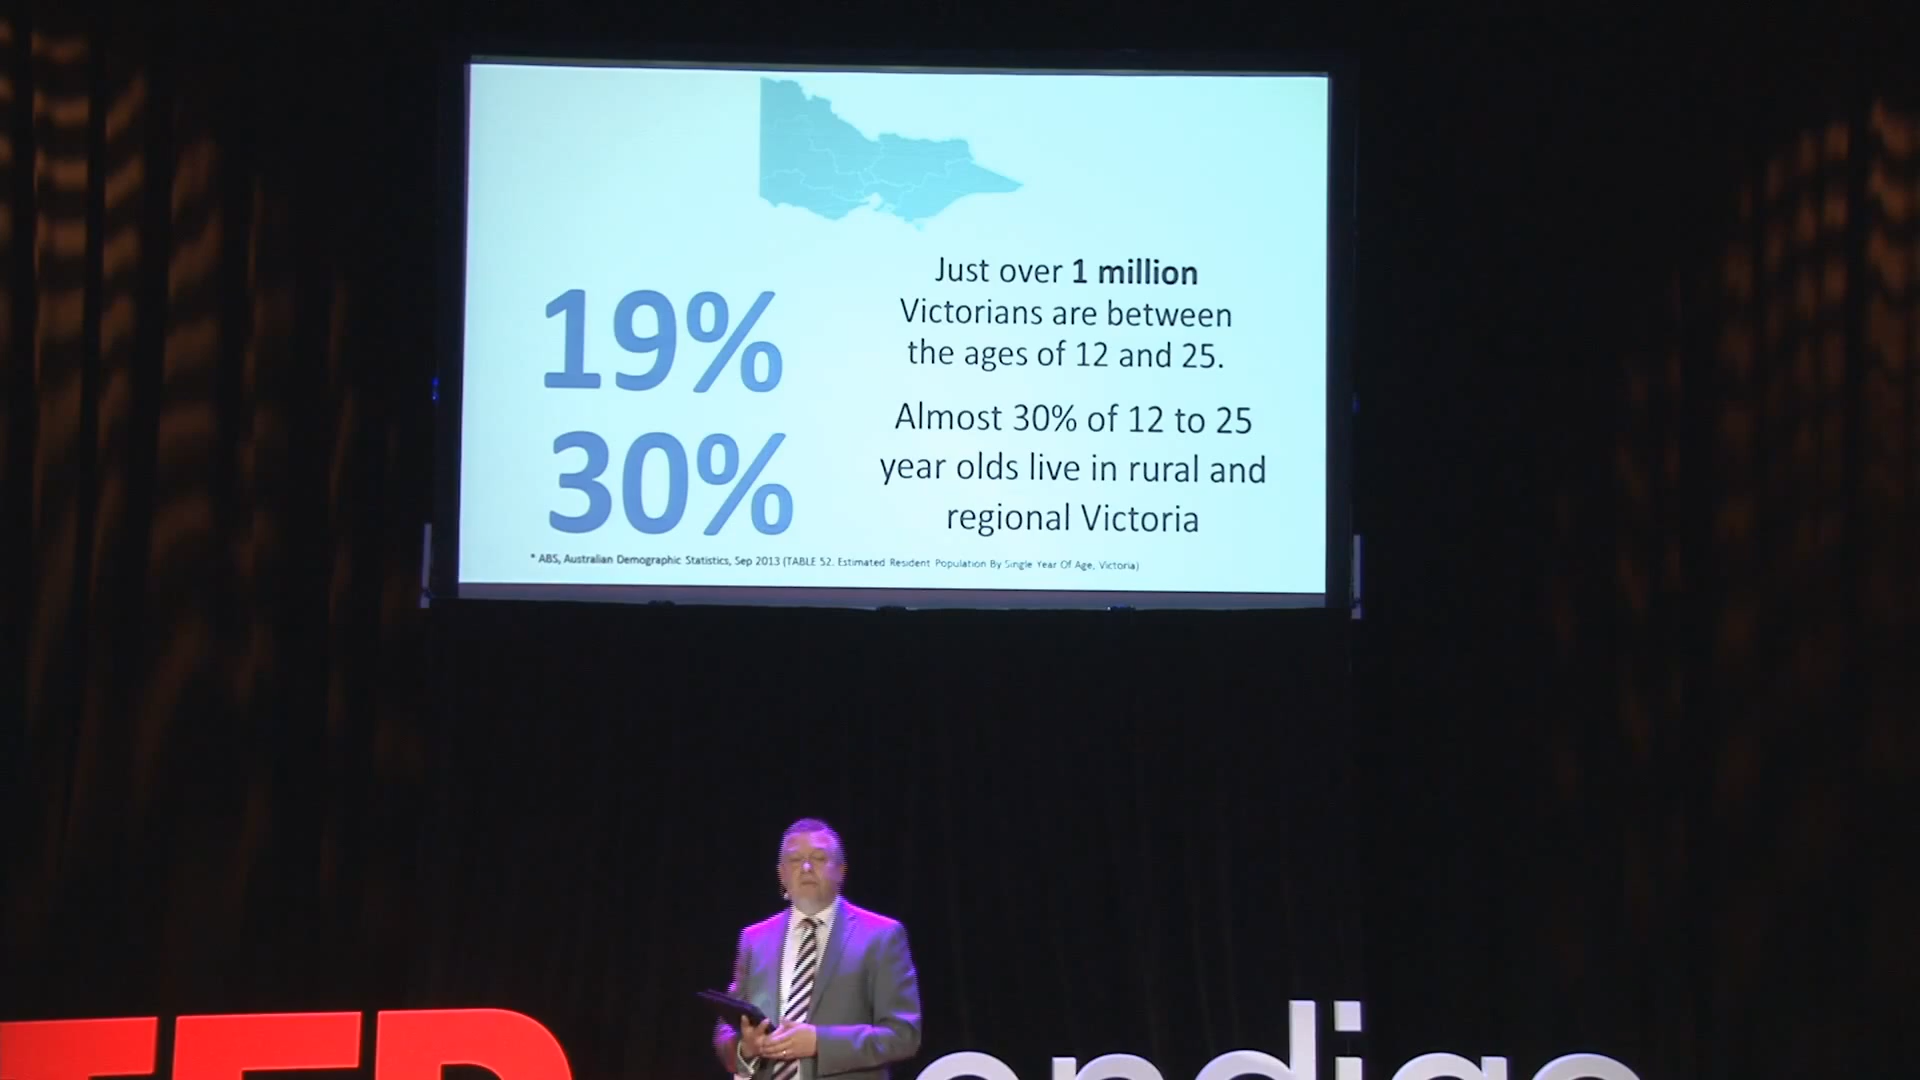 19%
Just over 1 million
Victorians are between
the ages of 12 and 25.
30%
Almost 30% of 12 to 25
year olds live in rural and
regional Victoria
* ABS, Australian Demographic Statistics, Sep 2013 (TABLE 52. Estimated Resident Population By Single Year Of Age, Victoria)
TED
endigo